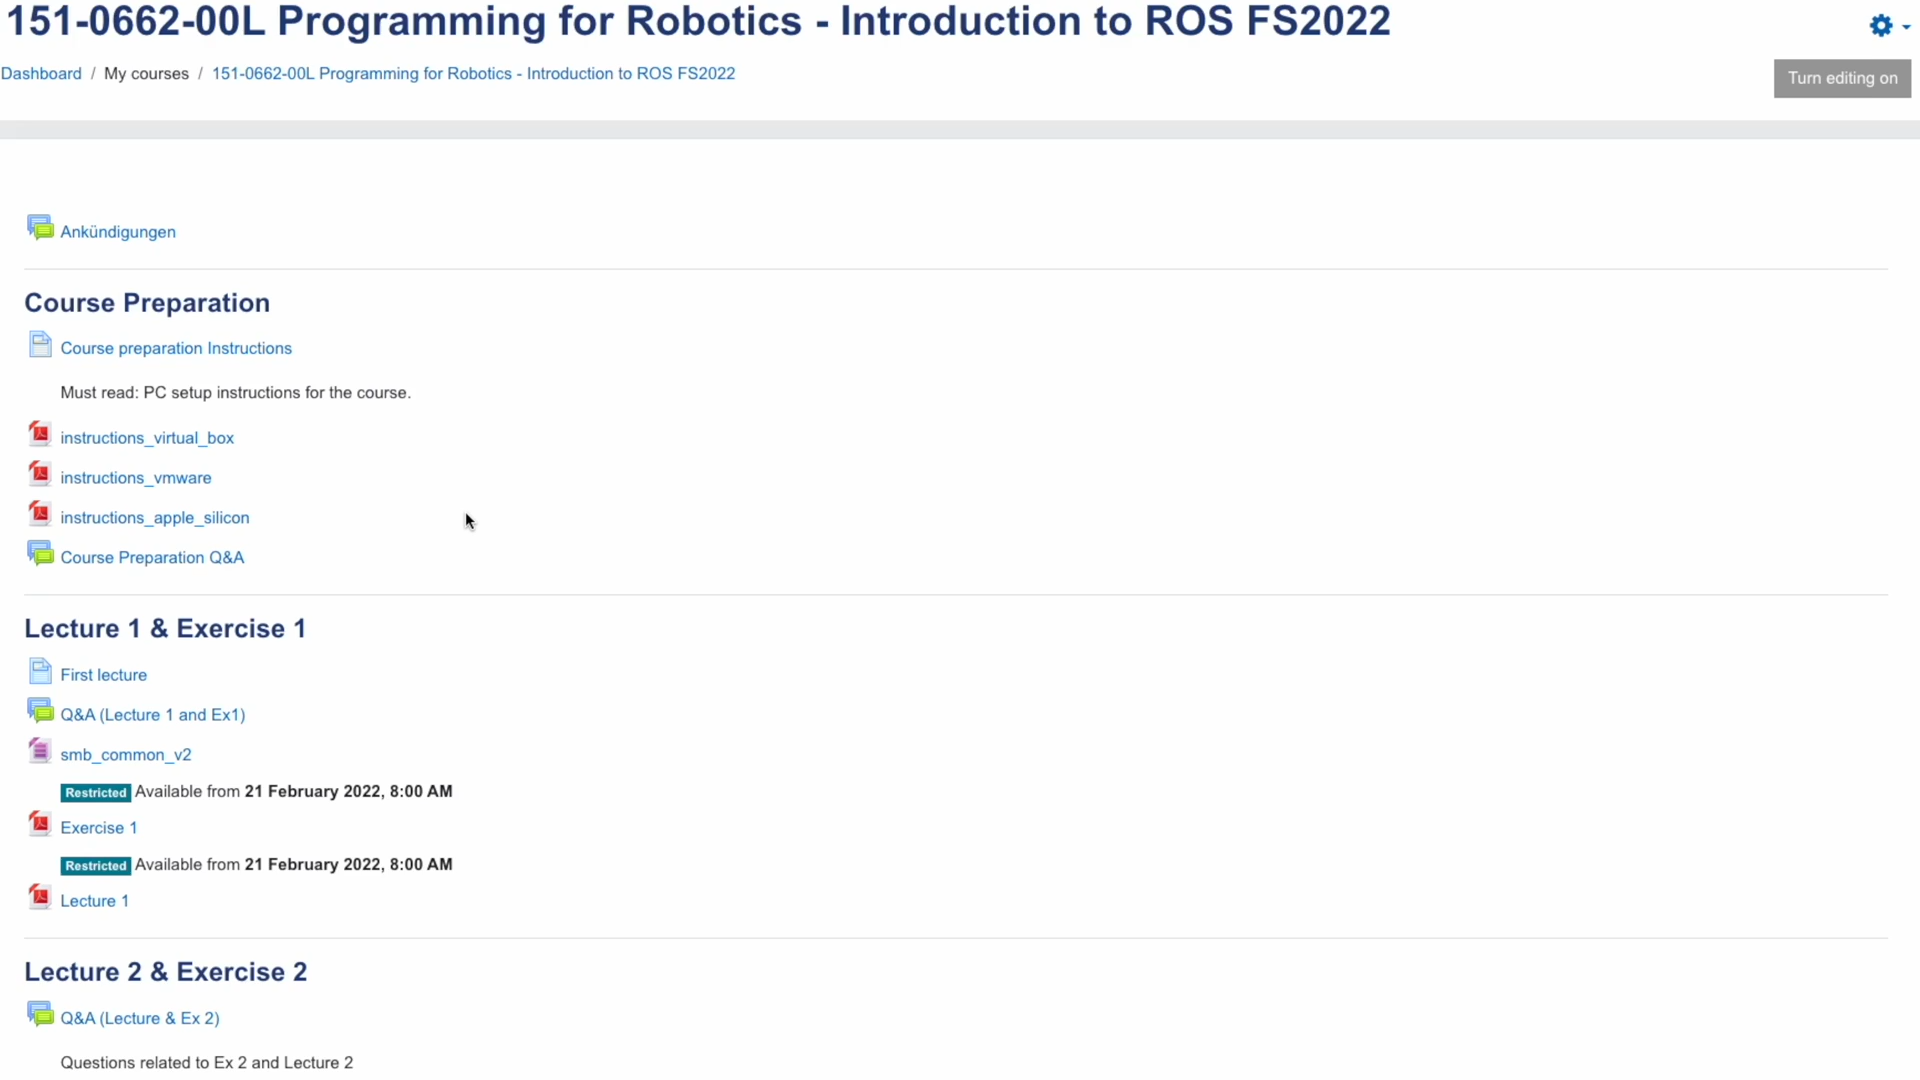 151-0662-00L Programming for Robotics - Introduction to ROS FS2022
Dashboard / My courses / 151-0662-00L Programming for Robotics - Introduction to ROS FS2022
Turn editing on
Ankündigungen
Course Preparation
Course preparation Instructions
Must read: PC setup instructions for the course.
instructions_virtual_box
instructions_vmware
instructions_apple_silicon
Course Preparation Q&A
Lecture 1 & Exercise 1
First lecture
Q&A (Lecture 1 and Ex1)
smb_common_v2
Restricted Available from 21 February 2022, 8:00 AM
Exercise 1
Restricted Available from 21 February 2022, 8:00 AM
Lecture 1
Lecture 2 & Exercise 2
Q&A (Lecture & Ex 2)
Questions related to Ex 2 and Lecture 2